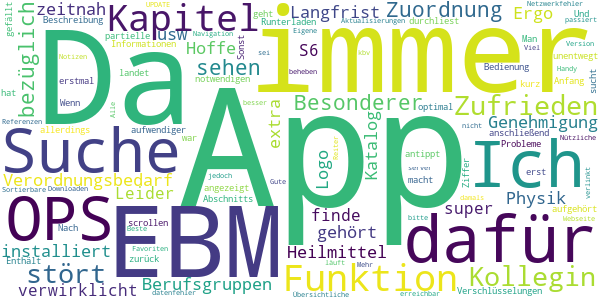 zeitnah Kapitel immer Zuordnung Netzwerkfehler
gefällt Beschreibung usw Langfristig Runterladen geht Ergo Und passiert
bezüglich Da partielle Informationen UPDATE Hoffe S6 Man durchliest Aktualisierungen Eigene Viel Version unentwegt
hat Notizen landet sehen sei Navigation beheben kbv Bedienung Handy Anfang sucht
Wenn erstmal notwendigen Sonst App Besonderer optimal kurz Zufrieden
Referenzen Alle allerdings aufwendiger besser extra Katalog Genehmigung
Suche war nicht anschließend Nützliche
Verordnungsbedarf jedoch Logo antippt Probleme Ich
Sortierbare Downloaden Leider angezeigt Abschnitts Gute macht Ziffer erst Physik verlinkt
OPS Nach scrollen EBM finde super dafür aufgehört
installiert Beste zurück gehört bitte Webseite
stört Favoriten Heilmittel Funktion Kollegin
Enthält Berufsgruppen läuft Mehr
verwirklicht datenfehler Übersichtliche erreichbar Verschlüsselungen